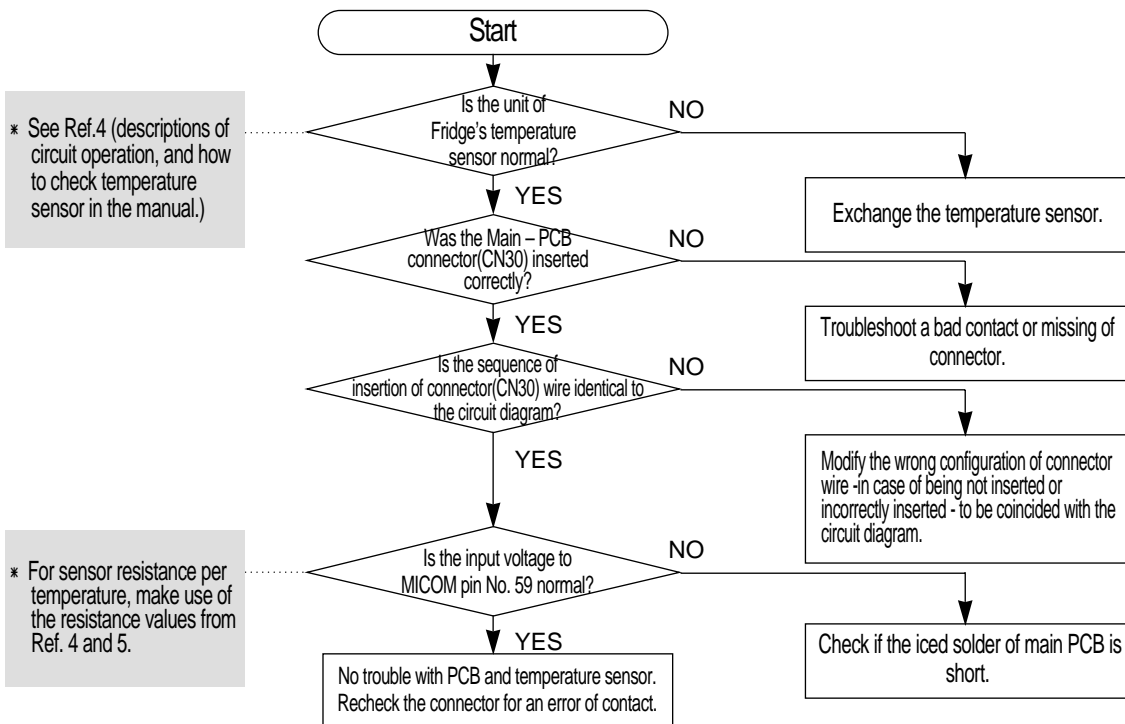 Start
Is the unit of
Fridge's temperature
sensor normal?
NO
* See Ref.4 (descriptions of
circuit operation, and how
to check temperature
sensor in the manual.)
YES
Exchange the temperature sensor.
Was the Main – PCB
connector(CN30) inserted
correctly?
NO
YES
Troubleshoot a bad contact or missing of
connector.
Is the sequence of
insertion of connector(CN30) wire identical to
the circuit diagram?
NO
YES
Modify the wrong configuration of connector
wire -in case of being not inserted or
incorrectly inserted - to be coincided with the
circuit diagram.
Is the input voltage to
MICOM pin No. 59 normal?
NO
* For sensor resistance per
temperature, make use of
the resistance values from
Ref. 4 and 5.
YES
Check if the iced solder of main PCB is
short.
No trouble with PCB and temperature sensor.
Recheck the connector for an error of contact.